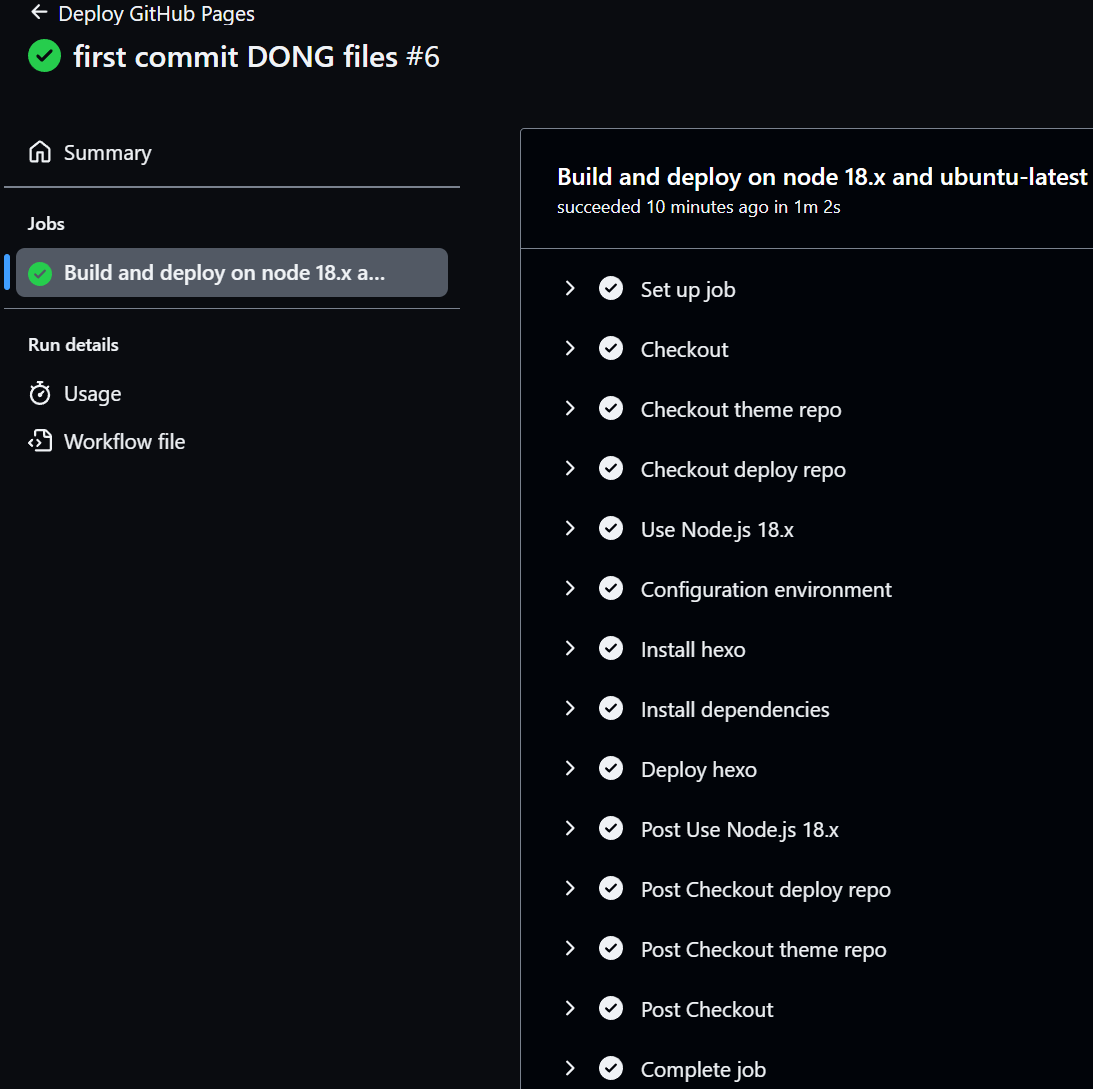 Deploy GitHub Pages
first commit DONG files #6
Summary
Jobs
Build and deploy on node 18.x a...
Run details
Usage
Workflow file
Build and deploy on node 18.x and ubuntu-latest
succeeded 10 minutes ago in 1m 2s
Set up job
Checkout
Checkout theme repo
Checkout deploy repo
Use Node.js 18.x
Configuration environment
Install hexo
Install dependencies
Deploy hexo
Post Use Node.js 18.x
Post Checkout deploy repo
Post Checkout theme repo
Post Checkout
Complete job